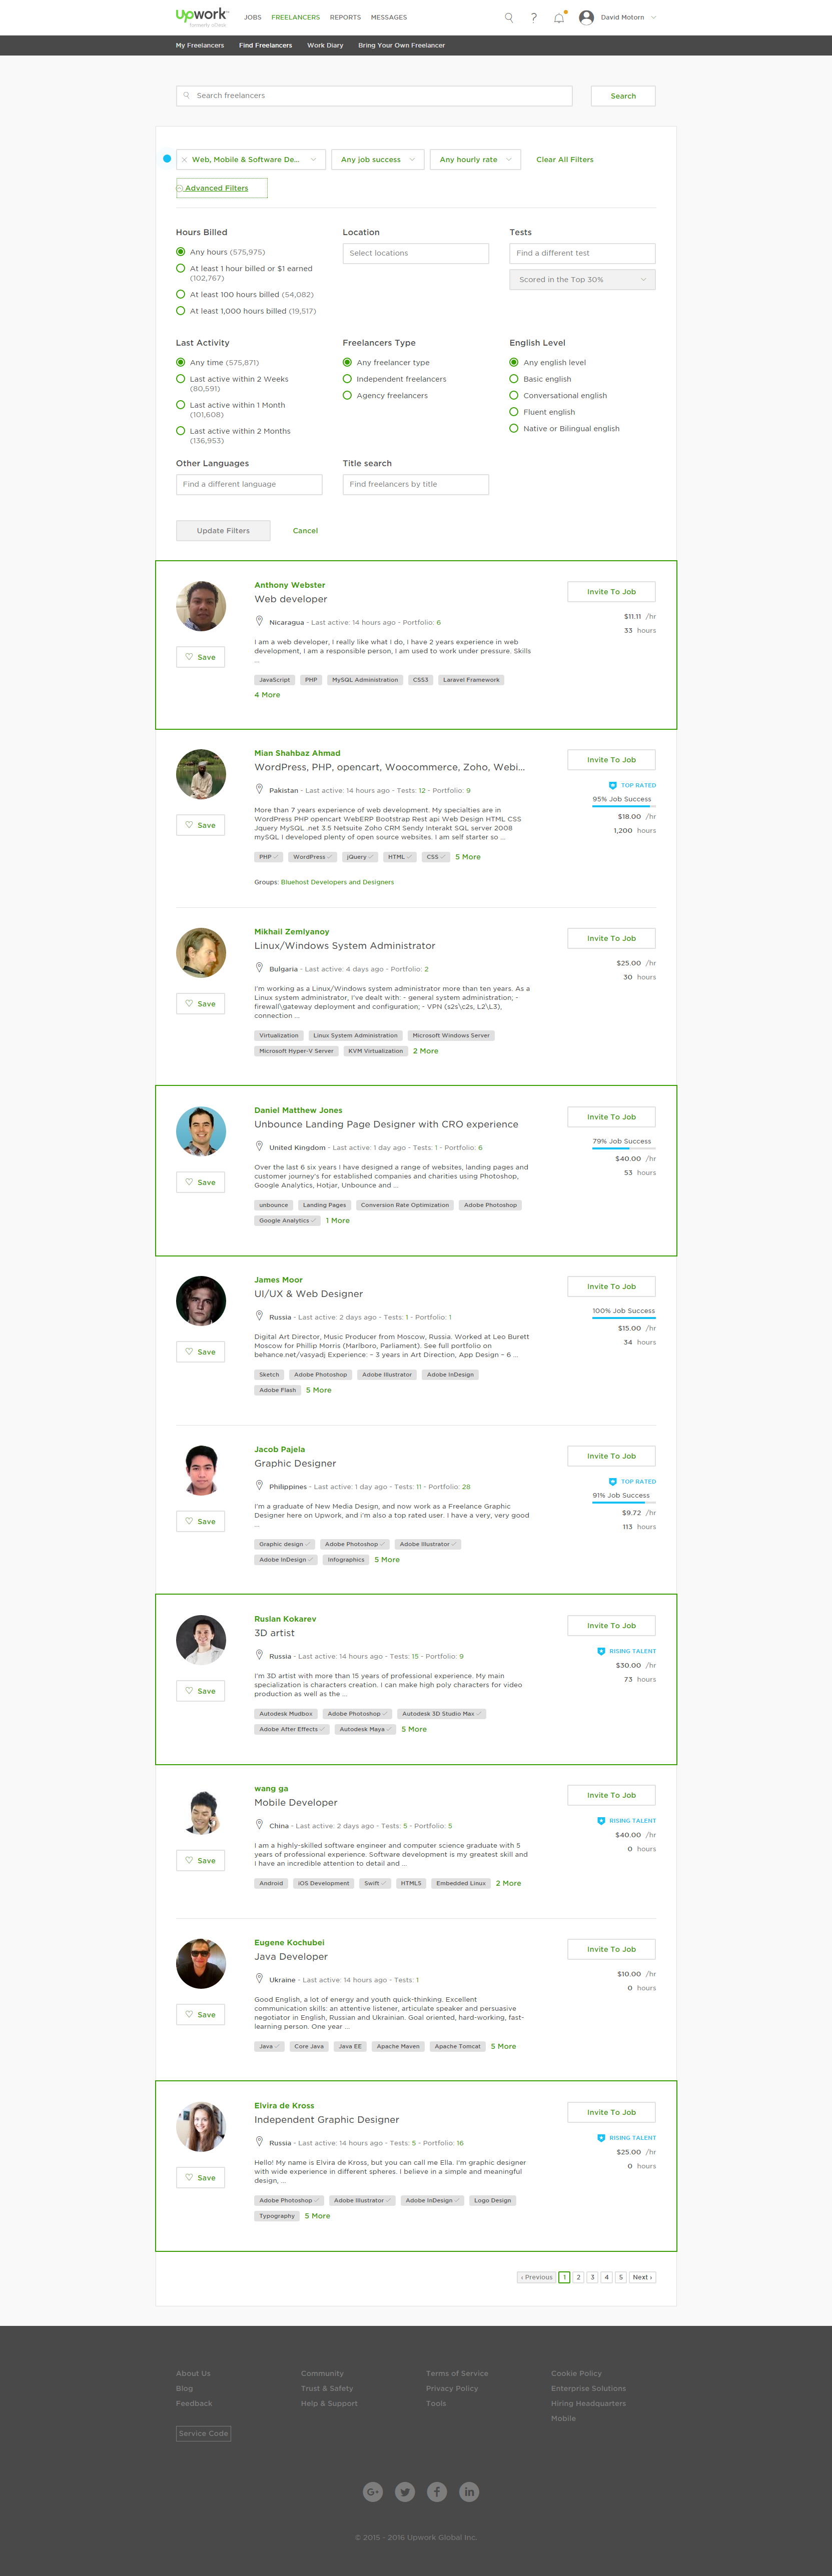 Upwork™
formerly oDesk
JOBS FREELANCERS REPORTS MESSAGES
? David Motorn
My Freelancers Find Freelancers Work Diary Bring Your Own Freelancer
Search freelancers
Search
Web, Mobile & Software De... Any job success Any hourly rate Clear All Filters
Advanced Filters
Hours Billed
Any hours (575,975)
At least 1 hour billed or $1 earned
(102,767)
At least 100 hours billed (54,082)
At least 1,000 hours billed (19,517)
Location
Select locations
Tests
Find a different test
Scored in the Top 30%
Last Activity
Any time (575,871)
Last active within 2 Weeks
(80,591)
Last active within 1 Month
(101,608)
Last active within 2 Months
(136,953)
Freelancers Type
Any freelancer type
Independent freelancers
Agency freelancers
English Level
Any english level
Basic english
Conversational english
Fluent english
Native or Bilingual english
Other Languages
Find a different language
Title search
Find freelancers by title
Update Filters Cancel
Anthony Webster
Web developer
Nicaragua - Last active: 14 hours ago - Portfolio: 6
I am a web developer, I really like what I do, I have 2 years experience in web
development, I am a responsible person, I am used to work under pressure. Skills
...
JavaScript PHP MySQL Administration CSS3 Laravel Framework
4 More
Save
Invite To Job
$11.11 /hr
33 hours
Mian Shahbaz Ahmad
WordPress, PHP, opencart, Woocommerce, Zoho, Webi...
Pakistan - Last active: 14 hours ago - Tests: 12 - Portfolio: 9
More than 7 years experience of web development. My specialties are in
WordPress PHP opencart WebERP Bootstrap Rest api Web Design HTML CSS
Jquery MySQL .net 3.5 Netsuite Zoho CRM Sendy Interakt SQL server 2008
mySQL I developed plenty of open source websites. I am self starter so ...
PHP WordPress jQuery HTML CSS 5 More
Groups: Bluehost Developers and Designers
Save
Invite To Job
TOP RATED
95% Job Success
$18.00 /hr
1,200 hours
Mikhail Zemiyanoy
Linux/Windows System Administrator
Bulgaria - Last active: 4 days ago - Portfolio: 2
I'm working as a Linux/Windows system administrator more than ten years. As a
Linux system administrator, I've dealt with: - general system administration; -
firewall\gateway deployment and configuration; - VPN (s2s\c2s, L2\L3),
connection ...
Virtualization Linux System Administration Microsoft Windows Server
Microsoft Hyper-V Server KVM Virtualization 2 More
Save
Invite To Job
$25.00 /hr
30 hours
Daniel Matthew Jones
Unbounce Landing Page Designer with CRO experience
United Kingdom - Last active: 1 day ago - Tests: 1 - Portfolio: 6
Over the last 6 six years I have designed a range of websites, landing pages and
customer journey's for established companies and charities using Photoshop,
Google Analytics, Hotjar, Unbounce and ...
unbounce Landing Pages Conversion Rate Optimization Adobe Photoshop
Google Analytics 1 More
Save
Invite To Job
79% Job Success
$40.00 /hr
53 hours
James Moor
UI/UX & Web Designer
Russia - Last active: 2 days ago - Tests: 1 - Portfolio: 1
Digital Art Director, Music Producer from Moscow, Russia. Worked at Leo Burett
Moscow for Phillip Morris (Marlboro, Parliament). See full portfolio on
behance.net/vasyadj Experience: ~ 3 years in Art Direction, App Design ~ 6 ...
Sketch Adobe Photoshop Adobe Illustrator Adobe InDesign
Adobe Flash 5 More
Save
Invite To Job
100% Job Success
$15.00 /hr
34 hours
Jacob Pajela
Graphic Designer
Philippines - Last active: 1 day ago - Tests: 11 - Portfolio: 28
I'm a graduate of New Media Design, and now work as a Freelance Graphic
Designer here on Upwork, and i'm also a top rated user. I have a very, very good
...
Graphic design Adobe Photoshop Adobe Illustrator
Adobe InDesign Infographics 5 More
Save
Invite To Job
TOP RATED
91% Job Success
$9.72 /hr
113 hours
Ruslan Kokarev
3D artist
Russia - Last active: 14 hours ago - Tests: 15 - Portfolio: 9
I'm 3D artist with more than 15 years of professional experience. My main
specialization is characters creation. I can make high poly characters for video
production as well as the ...
Autodesk Mudbox Adobe Photoshop Autodesk 3D Studio Max
Adobe After Effects Autodesk Maya 5 More
Save
Invite To Job
RISING TALENT
$30.00 /hr
73 hours
wang ga
Mobile Developer
China - Last active: 2 days ago - Tests: 5 - Portfolio: 5
I am a highly-skilled software engineer and computer science graduate with 5
years of professional experience. Software development is my greatest skill and
I have an incredible attention to detail and ...
Android iOS Development Swift HTML5 Embedded Linux 2 More
Save
Invite To Job
RISING TALENT
$40.00 /hr
0 hours
Eugene Kochubei
Java Developer
Ukraine - Last active: 14 hours ago - Tests: 1
Good English, a lot of energy and youth quick-thinking. Excellent
communication skills: an attentive listener, articulate speaker and persuasive
negotiator in English, Russian and Ukrainian. Goal oriented, hard-working, fast-
learning person. One year ...
Java Core Java Java EE Apache Maven Apache Tomcat 5 More
Save
Invite To Job
$10.00 /hr
0 hours
Elvira de Kross
Independent Graphic Designer
Russia - Last active: 14 hours ago - Tests: 5 - Portfolio: 16
Hello! My name is Elvira de Kross, but you can call me Ella. I'm graphic designer
with wide experience in different spheres. I believe in a simple and meaningful
design, ...
Adobe Photoshop Adobe Illustrator Adobe InDesign Logo Design
Typography 5 More
Save
Invite To Job
RISING TALENT
$25.00 /hr
0 hours
‹ Previous 1 2 3 4 5 Next ›
About Us Community Terms of Service Cookie Policy
Blog Trust & Safety Privacy Policy Enterprise Solutions
Feedback Help & Support Tools Hiring Headquarters
Mobile
Service Code
G+ f in
© 2015 - 2016 Upwork Global Inc.